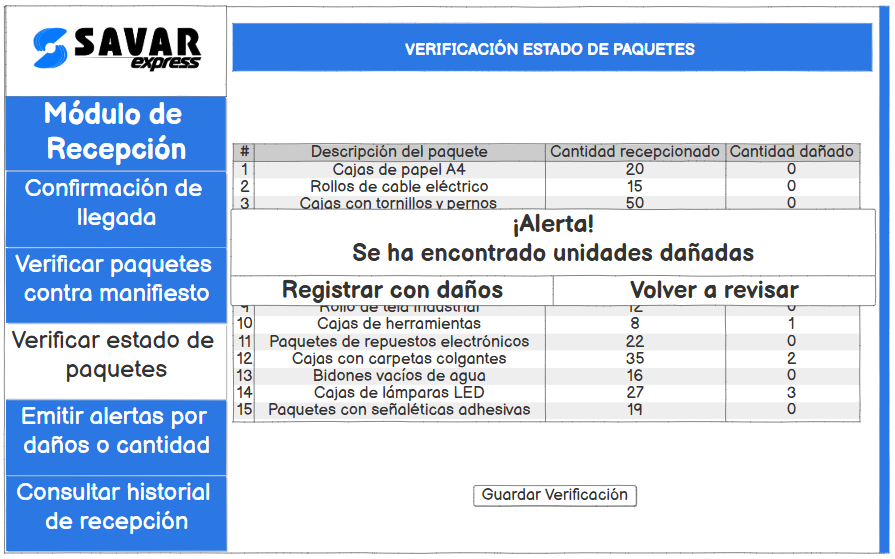 SAVAR
express
VERIFICACIÓN ESTADO DE PAQUETES
Módulo de
Recepción
Confirmación de
llegada
Verificar paquetes
contra manifiesto
Verificar estado de
paquetes
Emitir alertas por
daños o cantidad
Consultar historial
de recepción
# Descripción del paquete Cantidad recepcionado Cantidad dañado
1 Cajas de papel A4 20 0
2 Rollos de cable eléctrico 15 0
3 Cajas con tornillos y pernos 50 0
¡Alerta!
Se ha encontrado unidades dañadas
Registrar con daños Volver a revisar
9 Rollo de tela industrial 12 0
10 Cajas de herramientas 8 1
11 Paquetes de repuestos electrónicos 22 0
12 Cajas con carpetas colgantes 35 2
13 Bidones vacíos de agua 16 0
14 Cajas de lámparas LED 27 3
15 Paquetes con señaléticas adhesivas 19 0
Guardar Verificación